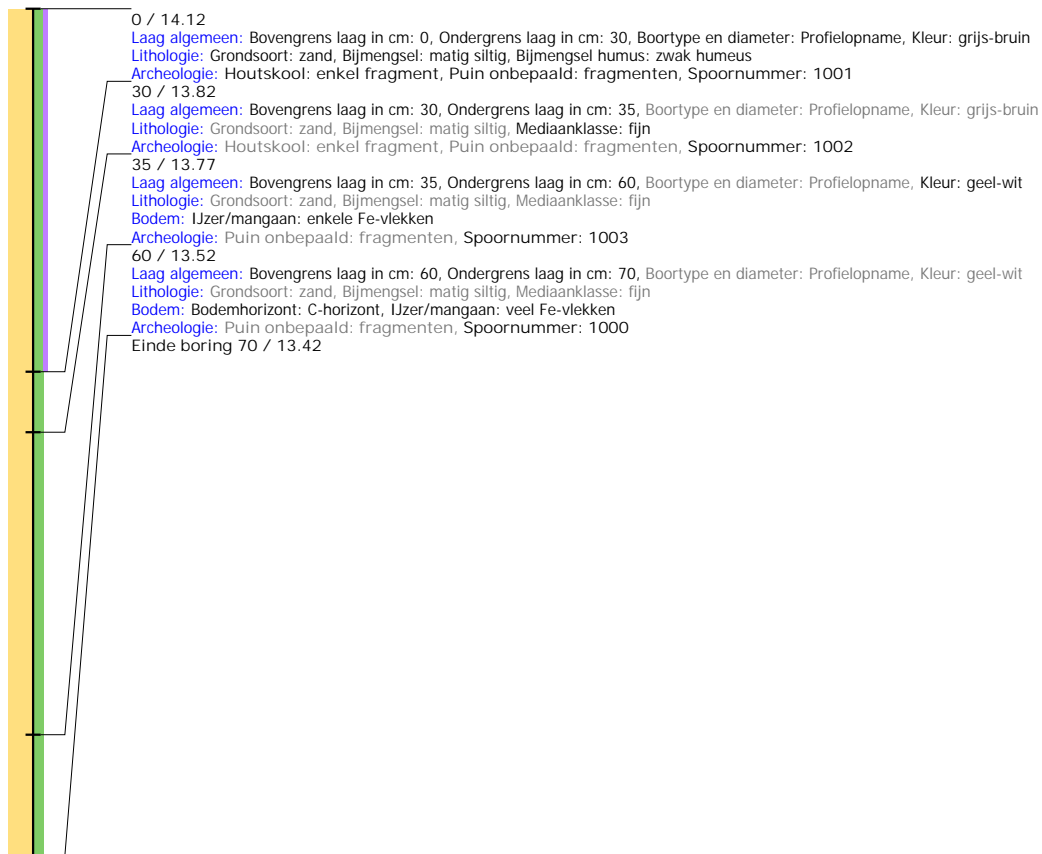 0 / 14.12
Laag algemeen: Bovengrens laag in cm: 0, Ondergrens laag in cm: 30, Boortype en diameter: Profielopname, Kleur: grijs-bruin
Lithologie: Grondsoort: zand, Bijmengsel: matig siltig, Bijmengsel humus: zwak humeus
Archeologie: Houtskool: enkel fragment, Puin onbepaald: fragmenten, Spoornummer: 1001
30 / 13.82
Laag algemeen: Bovengrens laag in cm: 30, Ondergrens laag in cm: 35, Boortype en diameter: Profielopname, Kleur: grijs-bruin
Lithologie: Grondsoort: zand, Bijmengsel: matig siltig, Mediaanklasse: fijn
Archeologie: Houtskool: enkel fragment, Puin onbepaald: fragmenten, Spoornummer: 1002
35 / 13.77
Laag algemeen: Bovengrens laag in cm: 35, Ondergrens laag in cm: 60, Boortype en diameter: Profielopname, Kleur: geel-wit
Lithologie: Grondsoort: zand, Bijmengsel: matig siltig, Mediaanklasse: fijn
Bodem: IJzer/mangaan: enkele Fe-vlekken
Archeologie: Puin onbepaald: fragmenten, Spoornummer: 1003
60 / 13.52
Laag algemeen: Bovengrens laag in cm: 60, Ondergrens laag in cm: 70, Boortype en diameter: Profielopname, Kleur: geel-wit
Lithologie: Grondsoort: zand, Bijmengsel: matig siltig, Mediaanklasse: fijn
Bodem: Bodemhorizont: C-horizont, IJzer/mangaan: veel Fe-vlekken
Archeologie: Puin onbepaald: fragmenten, Spoornummer: 1000
Einde boring 70 / 13.42